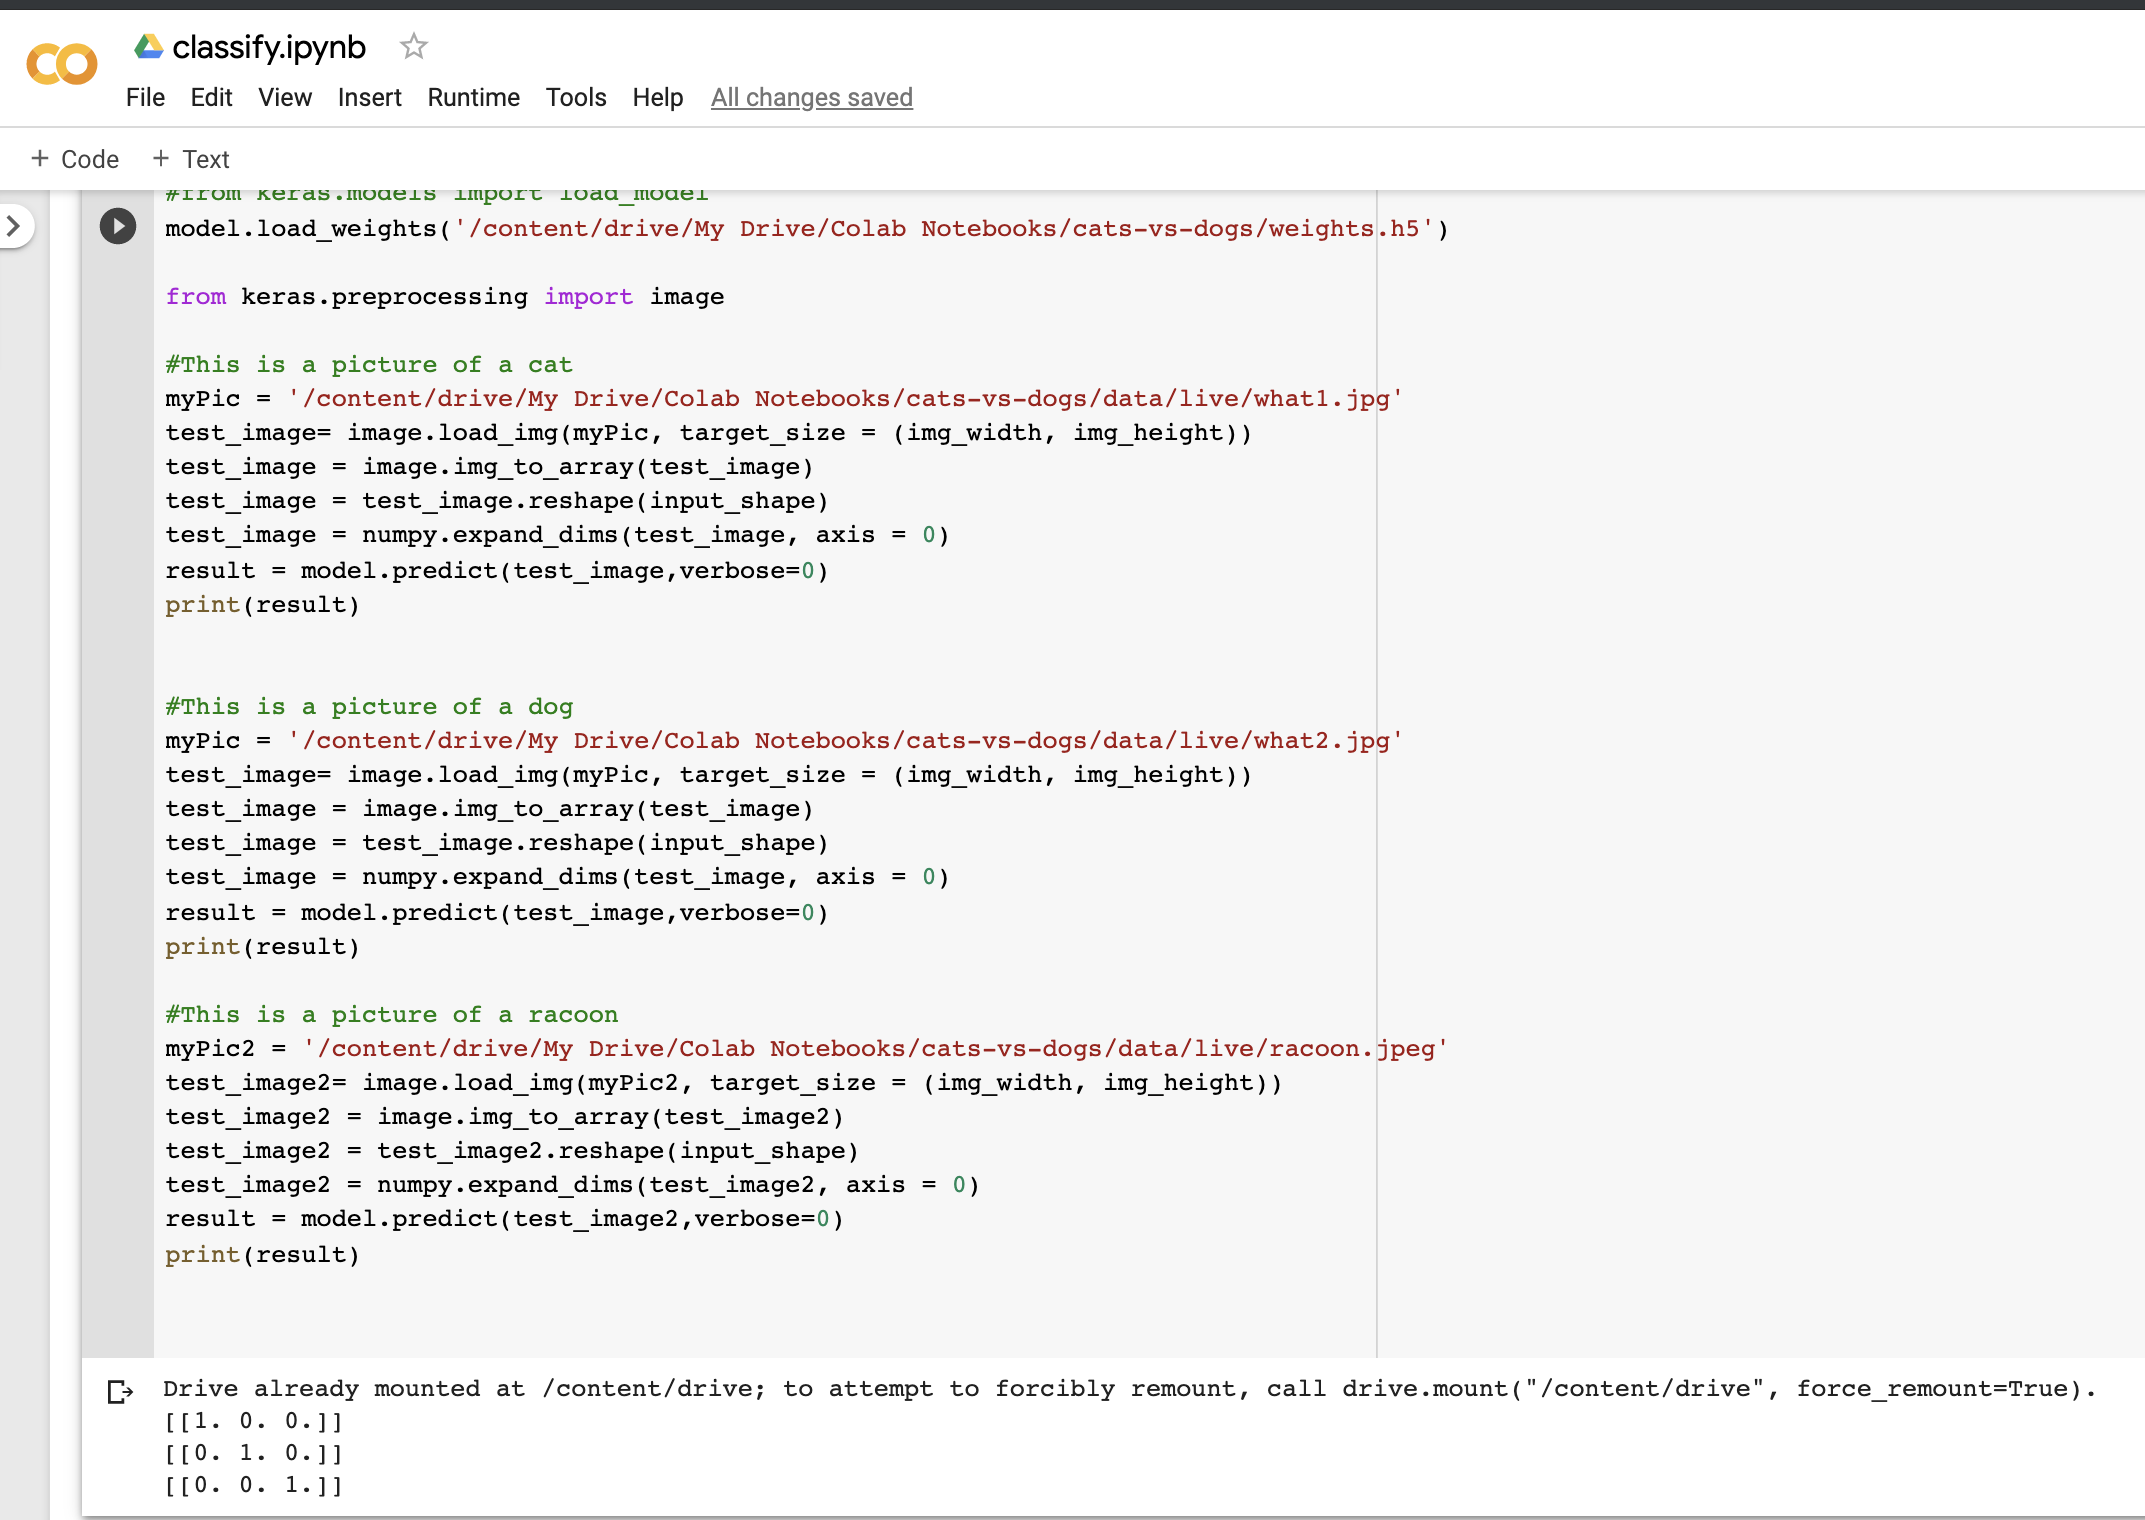 classify.ipynb
File Edit View Insert Runtime Tools Help All changes saved
+ Code + Text
#from keras.models import load_model
model.load_weights('/content/drive/My Drive/Colab Notebooks/cats-vs-dogs/weights.h5')
from keras.preprocessing import image
#This is a picture of a cat
myPic = '/content/drive/My Drive/Colab Notebooks/cats-vs-dogs/data/live/what1.jpg'
test_image= image.load_img(myPic, target_size = (img_width, img_height))
test_image = image.img_to_array(test_image)
test_image = test_image.reshape(input_shape)
test_image = numpy.expand_dims(test_image, axis = 0)
result = model.predict(test_image,verbose=0)
print(result)
#This is a picture of a dog
myPic = '/content/drive/My Drive/Colab Notebooks/cats-vs-dogs/data/live/what2.jpg'
test_image= image.load_img(myPic, target_size = (img_width, img_height))
test_image = image.img_to_array(test_image)
test_image = test_image.reshape(input_shape)
test_image = numpy.expand_dims(test_image, axis = 0)
result = model.predict(test_image,verbose=0)
print(result)
#This is a picture of a racoon
myPic2 = '/content/drive/My Drive/Colab Notebooks/cats-vs-dogs/data/live/racoon.jpeg'
test_image2= image.load_img(myPic2, target_size = (img_width, img_height))
test_image2 = image.img_to_array(test_image2)
test_image2 = test_image2.reshape(input_shape)
test_image2 = numpy.expand_dims(test_image2, axis = 0)
result = model.predict(test_image2,verbose=0)
print(result)
Drive already mounted at /content/drive; to attempt to forcibly remount, call drive.mount("/content/drive", force_remount=True).
[[1. 0. 0.]]
[[0. 1. 0.]]
[[0. 0. 1.]]